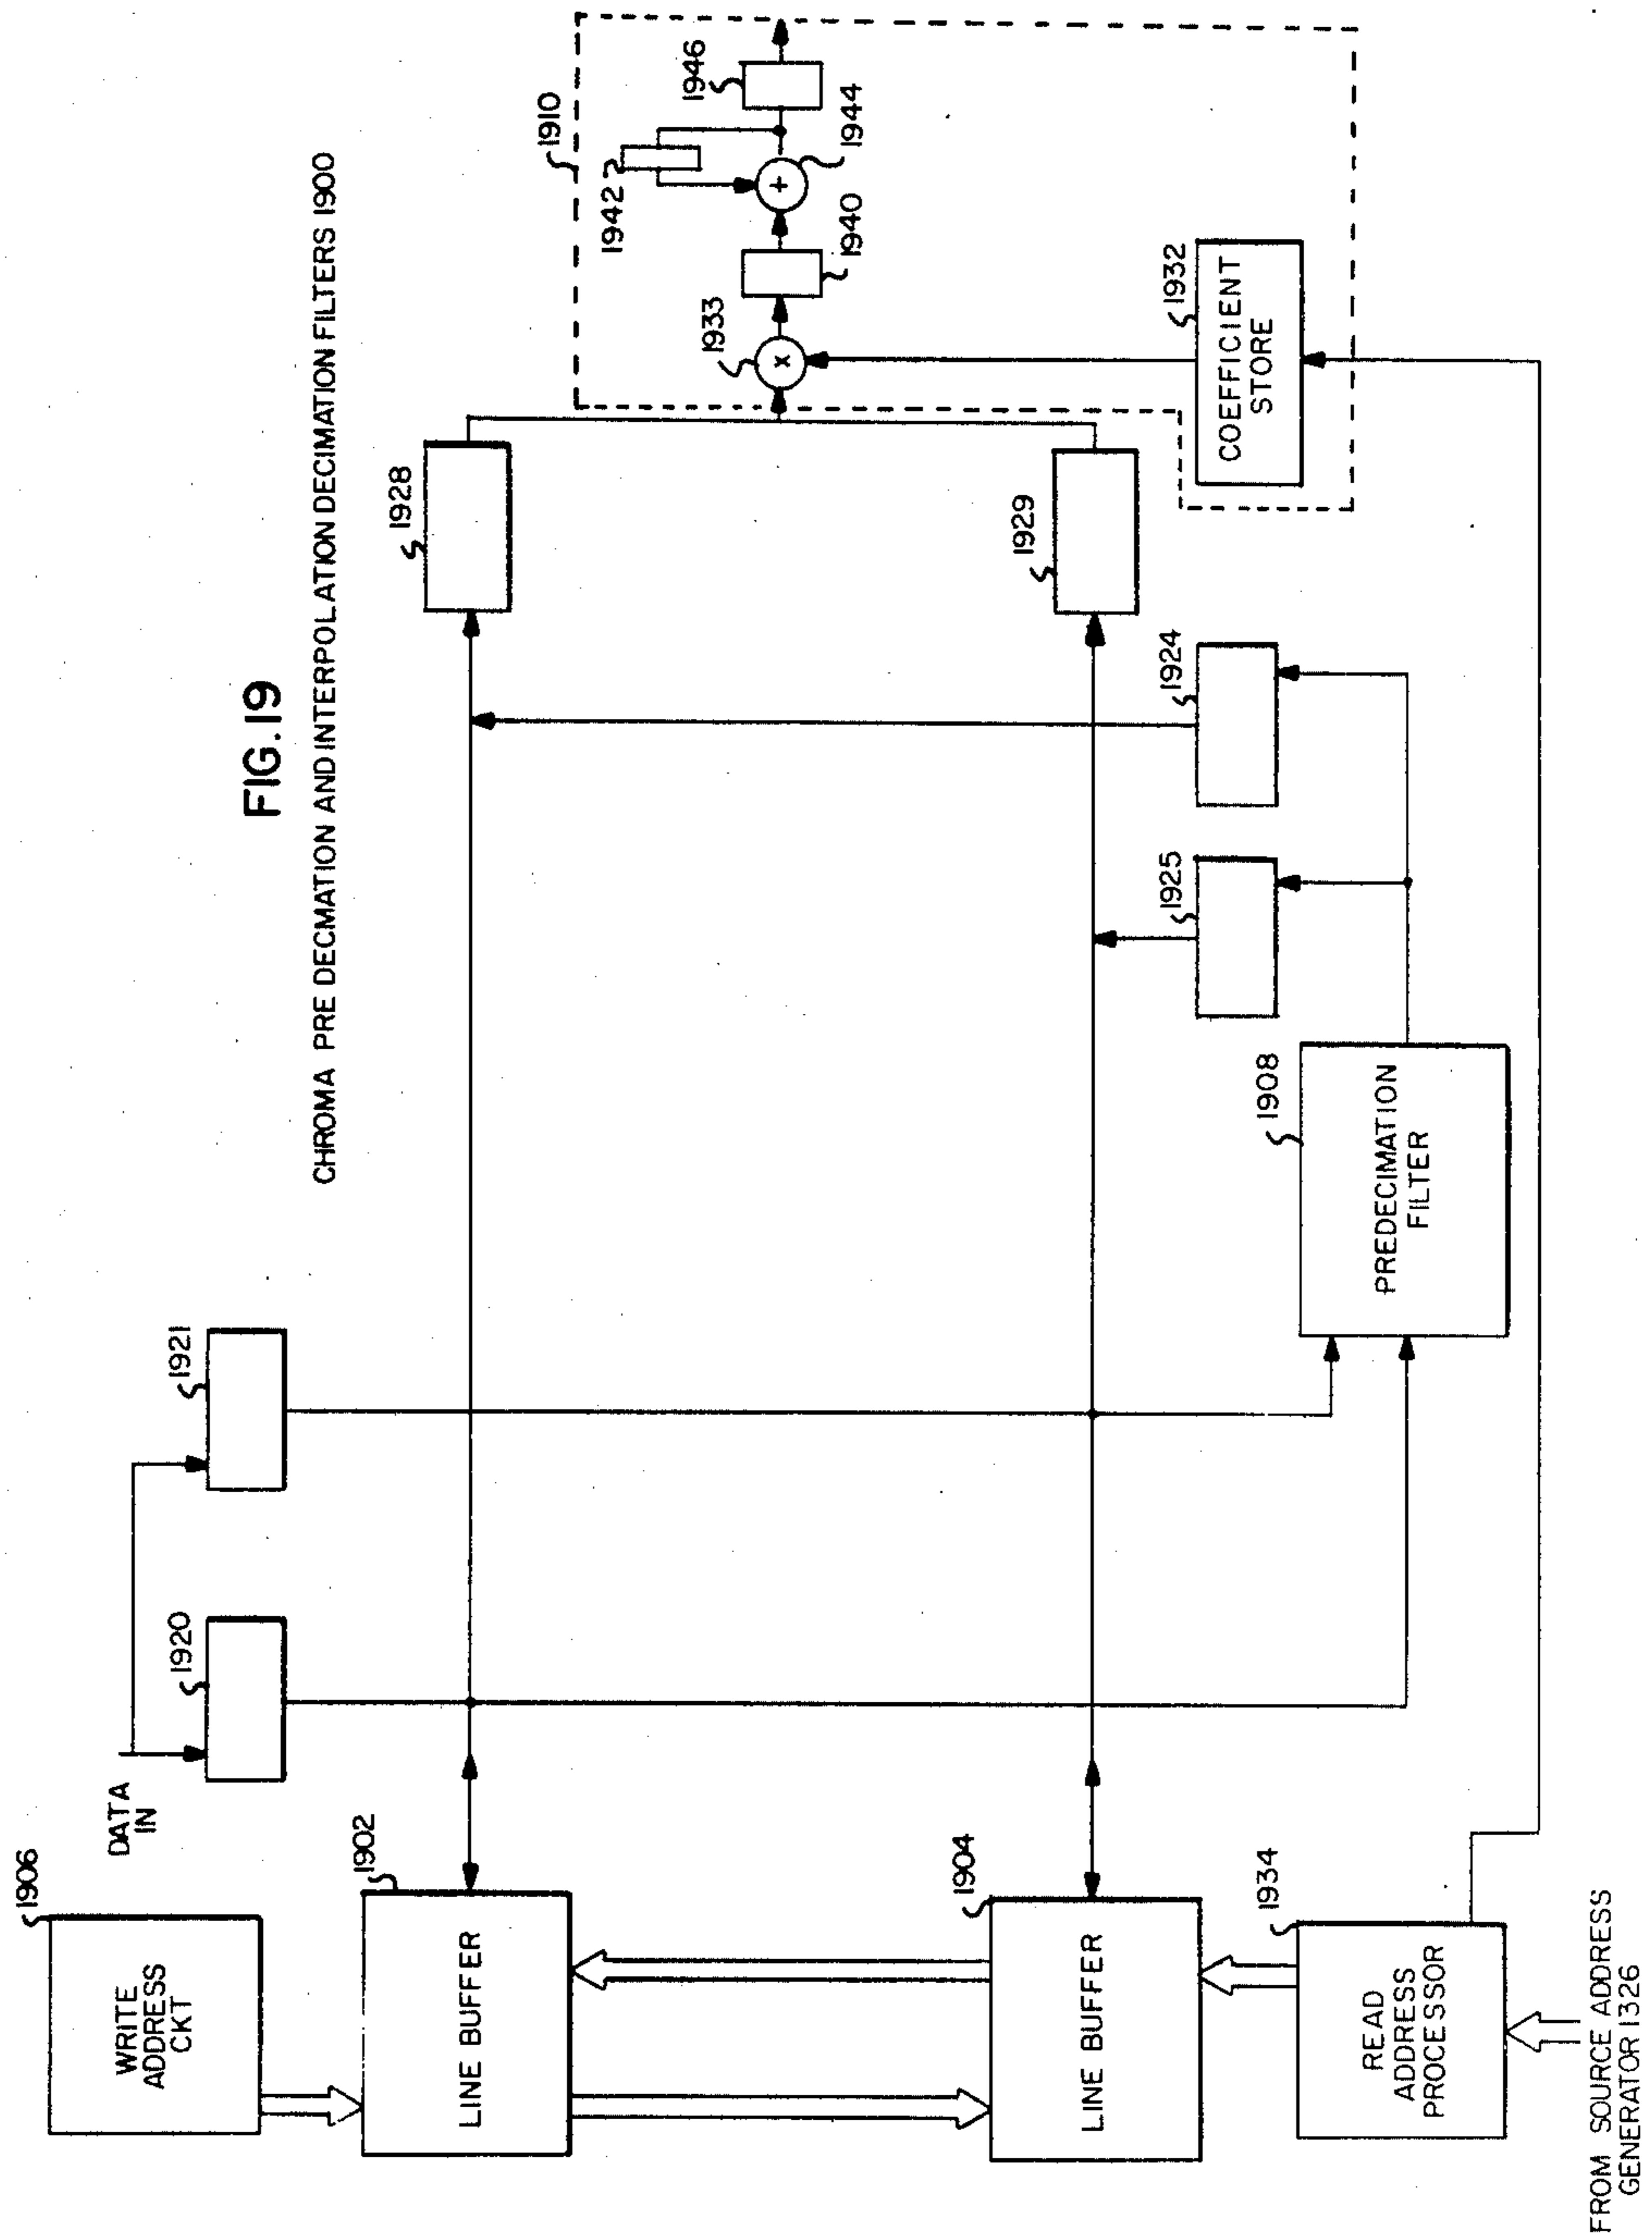 FIG.19
CHROMA PRE DECMATION AND INTERPOLATION DECIMATION FILTERS 1900
1906
WRITE
ADDRESS
CKT
DATA
IN
1920
1921
1902
LINE BUFFER
1928
1910
1933
1940
1942
1944
1946
1904
LINE BUFFER
1929
1932
COEFFICIENT
STORE
1925
1924
1908
PREDECIMATION
FILTER
1934
READ
ADDRESS
PROCESSOR
FROM SOURCE ADDRESS
GENERATOR 1326
x
+